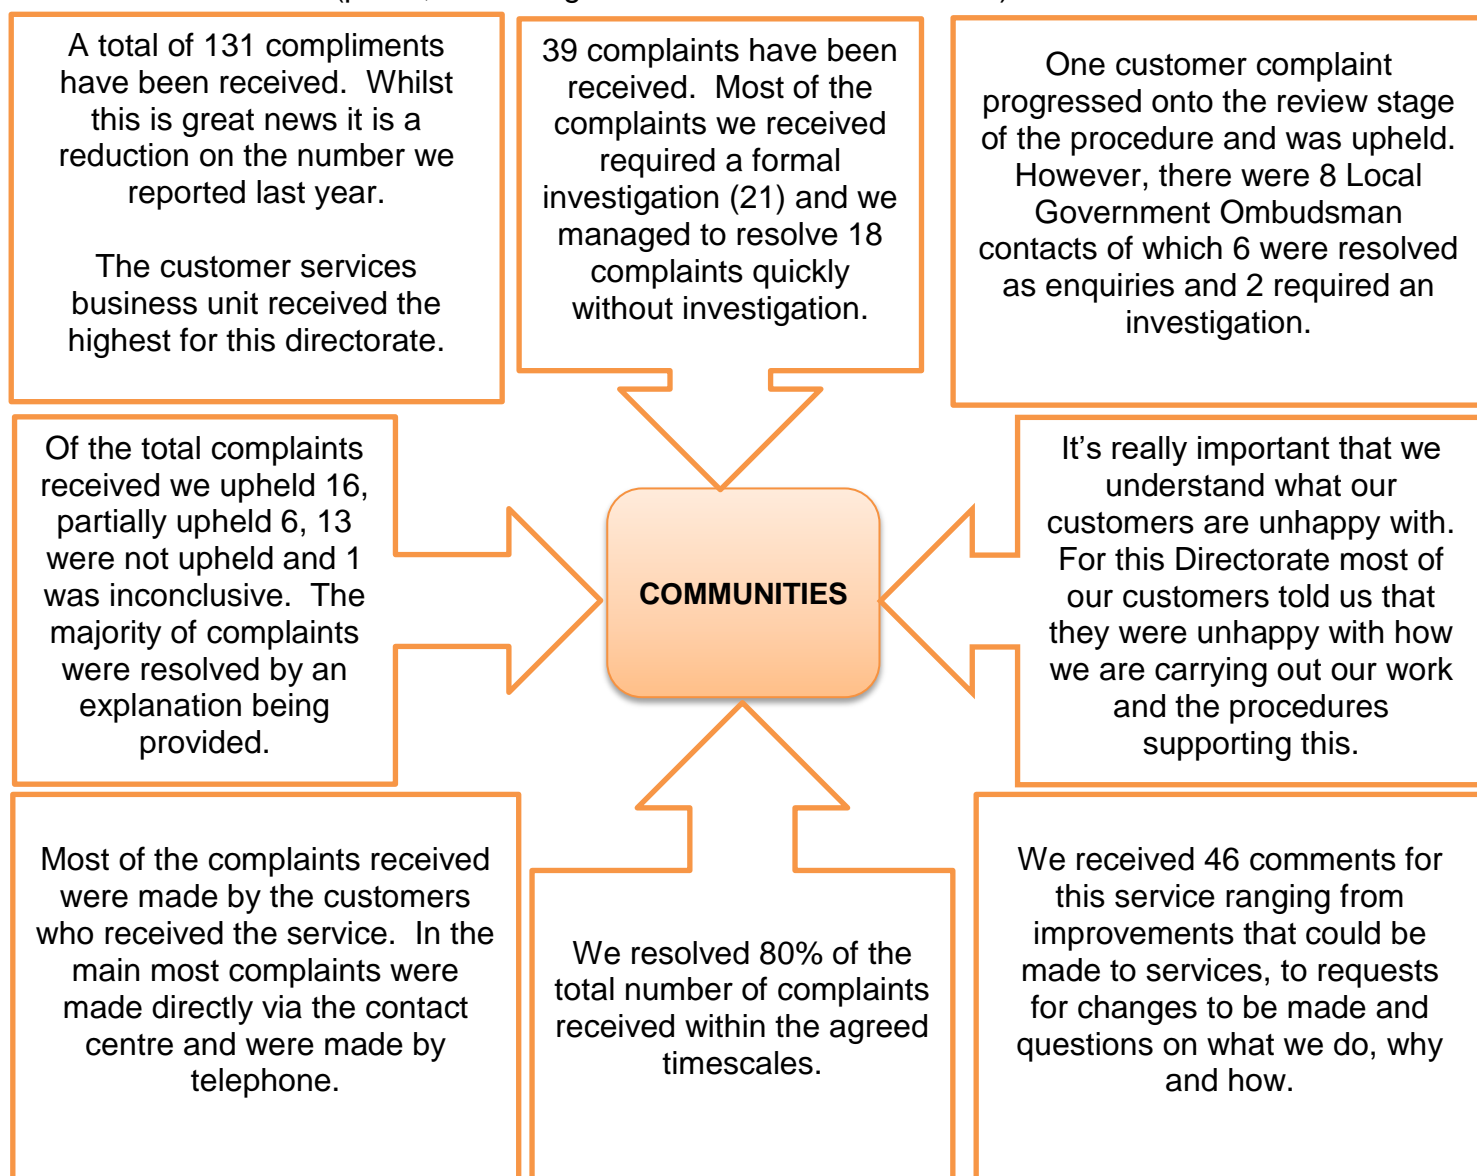 A total of 131 compliments
have been received.  Whilst
this is great news it is a
reduction on the number we
reported last year.
The customer services
business unit received the
highest for this directorate.
39 complaints have been
received.  Most of the
complaints we received
required a formal
investigation (21) and we
managed to resolve 18
complaints quickly
without investigation.
One customer complaint
progressed onto the review stage
of the procedure and was upheld.
However, there were 8 Local
Government Ombudsman
contacts of which 6 were resolved
as enquiries and 2 required an
investigation.
Of the total complaints
received we upheld 16,
partially upheld 6, 13
were not upheld and 1
was inconclusive.  The
majority of complaints
were resolved by an
explanation being
provided.
COMMUNITIES
It’s really important that we
understand what our
customers are unhappy with.
For this Directorate most of
our customers told us that
they were unhappy with how
we are carrying out our work
and the procedures
supporting this.
Most of the complaints received
were made by the customers
who received the service.  In the
main most complaints were
made directly via the contact
centre and were made by
telephone.
We resolved 80% of the
total number of complaints
received within the agreed
timescales.
We received 46 comments for
this service ranging from
improvements that could be
made to services, to requests
for changes to be made and
questions on what we do, why
and how.